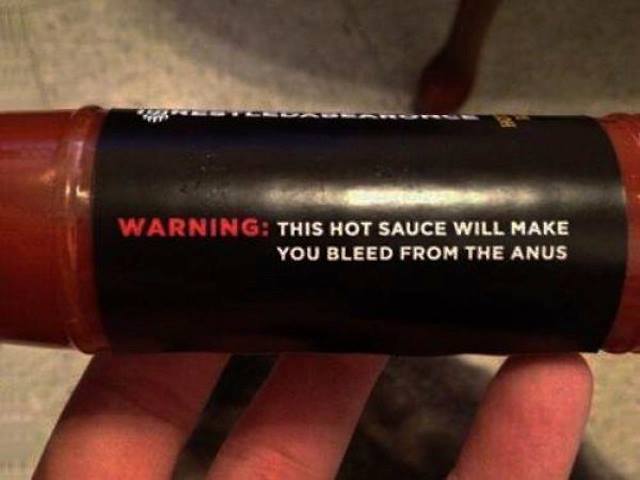 WARNING: THIS HOT SAUCE WILL MAKE
YOU BLEED FROM THE ANUS